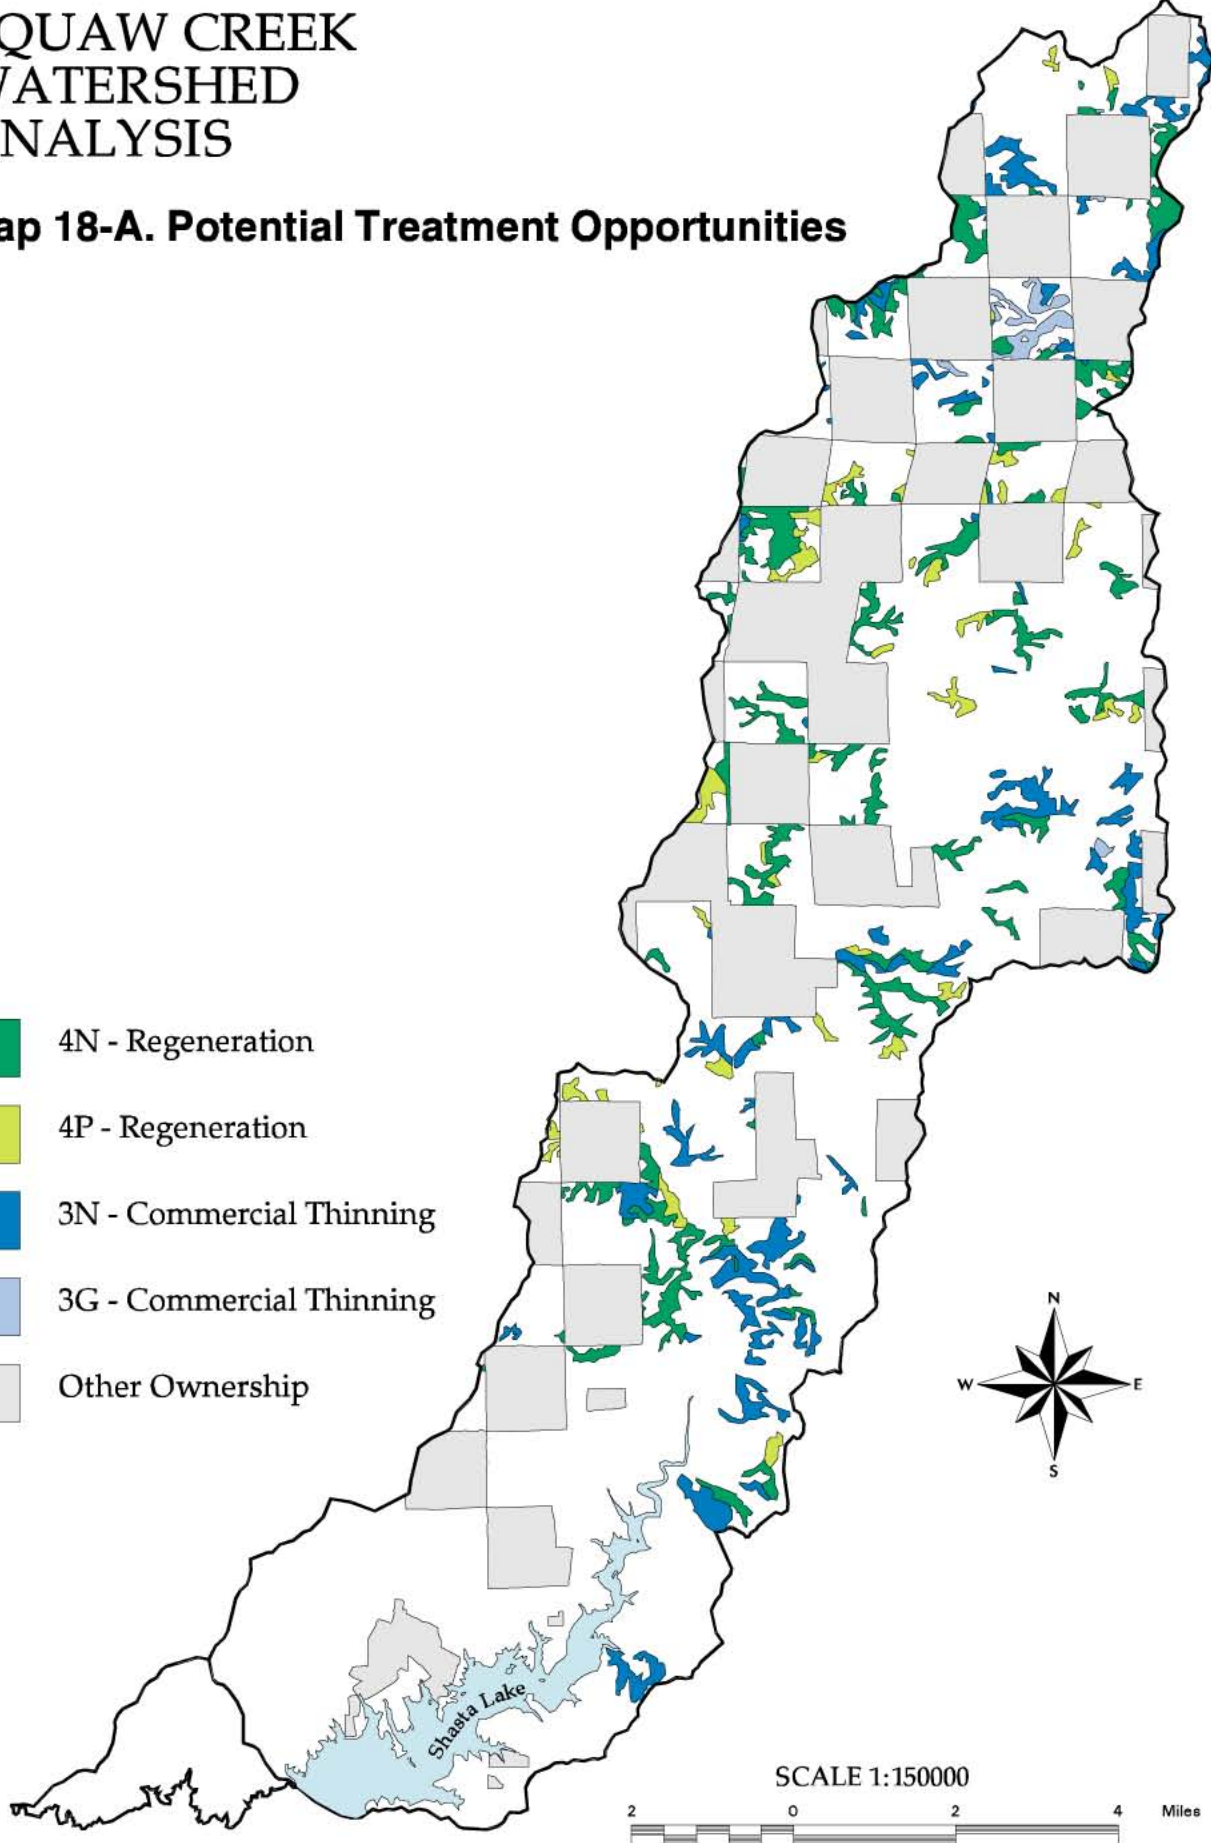 QUAW CREEK
WATERSHED
NALYSIS
ap 18-A. Potential Treatment Opportunities
4N - Regeneration
4P - Regeneration
3N - Commercial Thinning
3G - Commercial Thinning
Other Ownership
N
W E
S
Shasta Lake
SCALE 1:150000
2 0 2 4 Miles